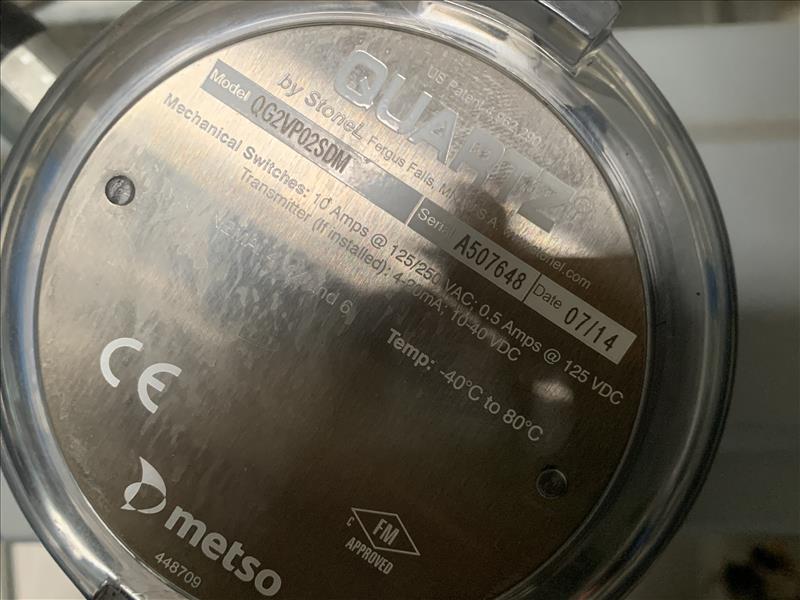 QUARTZ®
by StoneL
Fergus Falls,
US Patent
Model QG2VP02SDM Serial A507648 Date 07/14
Mechanical Switches: 10 Amps @ 125/250 VAC; 0.5 Amps @ 125 VDC
Transmitter (if installed): 4-20mA; 10-40 VDC
and 6
Temp: -40°C to 80°C
CE
metso
448709
C FM
APPROVED